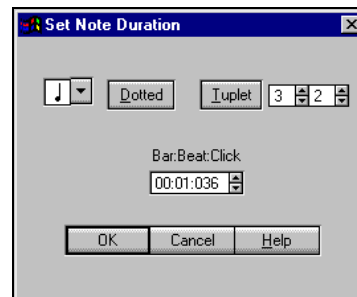 Set Note Duration
Dotted Tuplet 3 2
Bar:Beat:Click
00:01:036
OK Cancel Help